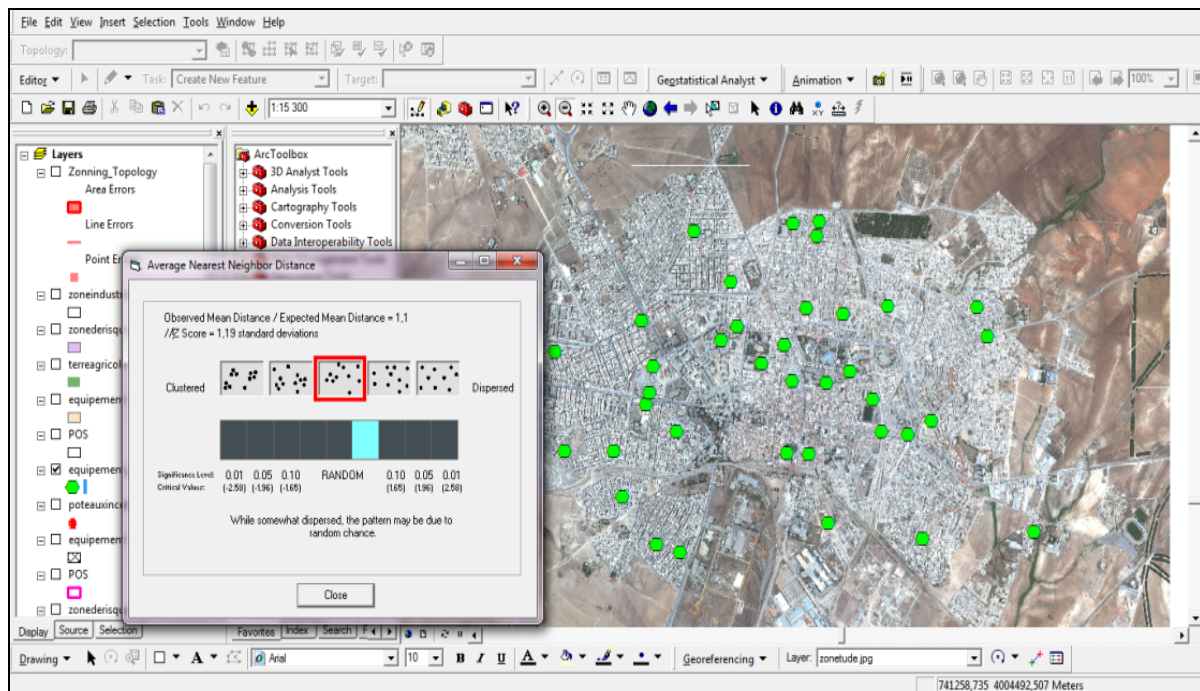 File Edit View Insert Selection Tools Window Help
Topology:
Editor Task: Create New Feature Target: Geostatistical Analyst Animation 100%
1:15 300
Layers
Zonning_Topology
Area Errors
Line Errors
Point Er
zoneindustri
zonederisqu
terreagricol
equipement
POS
equipement
poteauxince
equipement
POS
zonederisqu
Display Source Selection
ArcToolbox
3D Analyst Tools
Analysis Tools
Cartography Tools
Conversion Tools
Data Interoperability Tools
Favorites Index Search
Average Nearest Neighbor Distance
Observed Mean Distance / Expected Mean Distance = 1,1
//Z Score = 1,19 standard deviations
Clustered Dispersed
Significance Level: 0.01 0.05 0.10 RANDOM 0.10 0.05 0.01
Critical Values: (-2.58) (-1.96) (-1.65) (1.65) (1.96) (2.58)
While somewhat dispersed, the pattern may be due to
random chance.
Close
Drawing A Arial 10 B I U A Georeferencing Layer: zonetude.jpg
741258,735 4004492,507 Meters